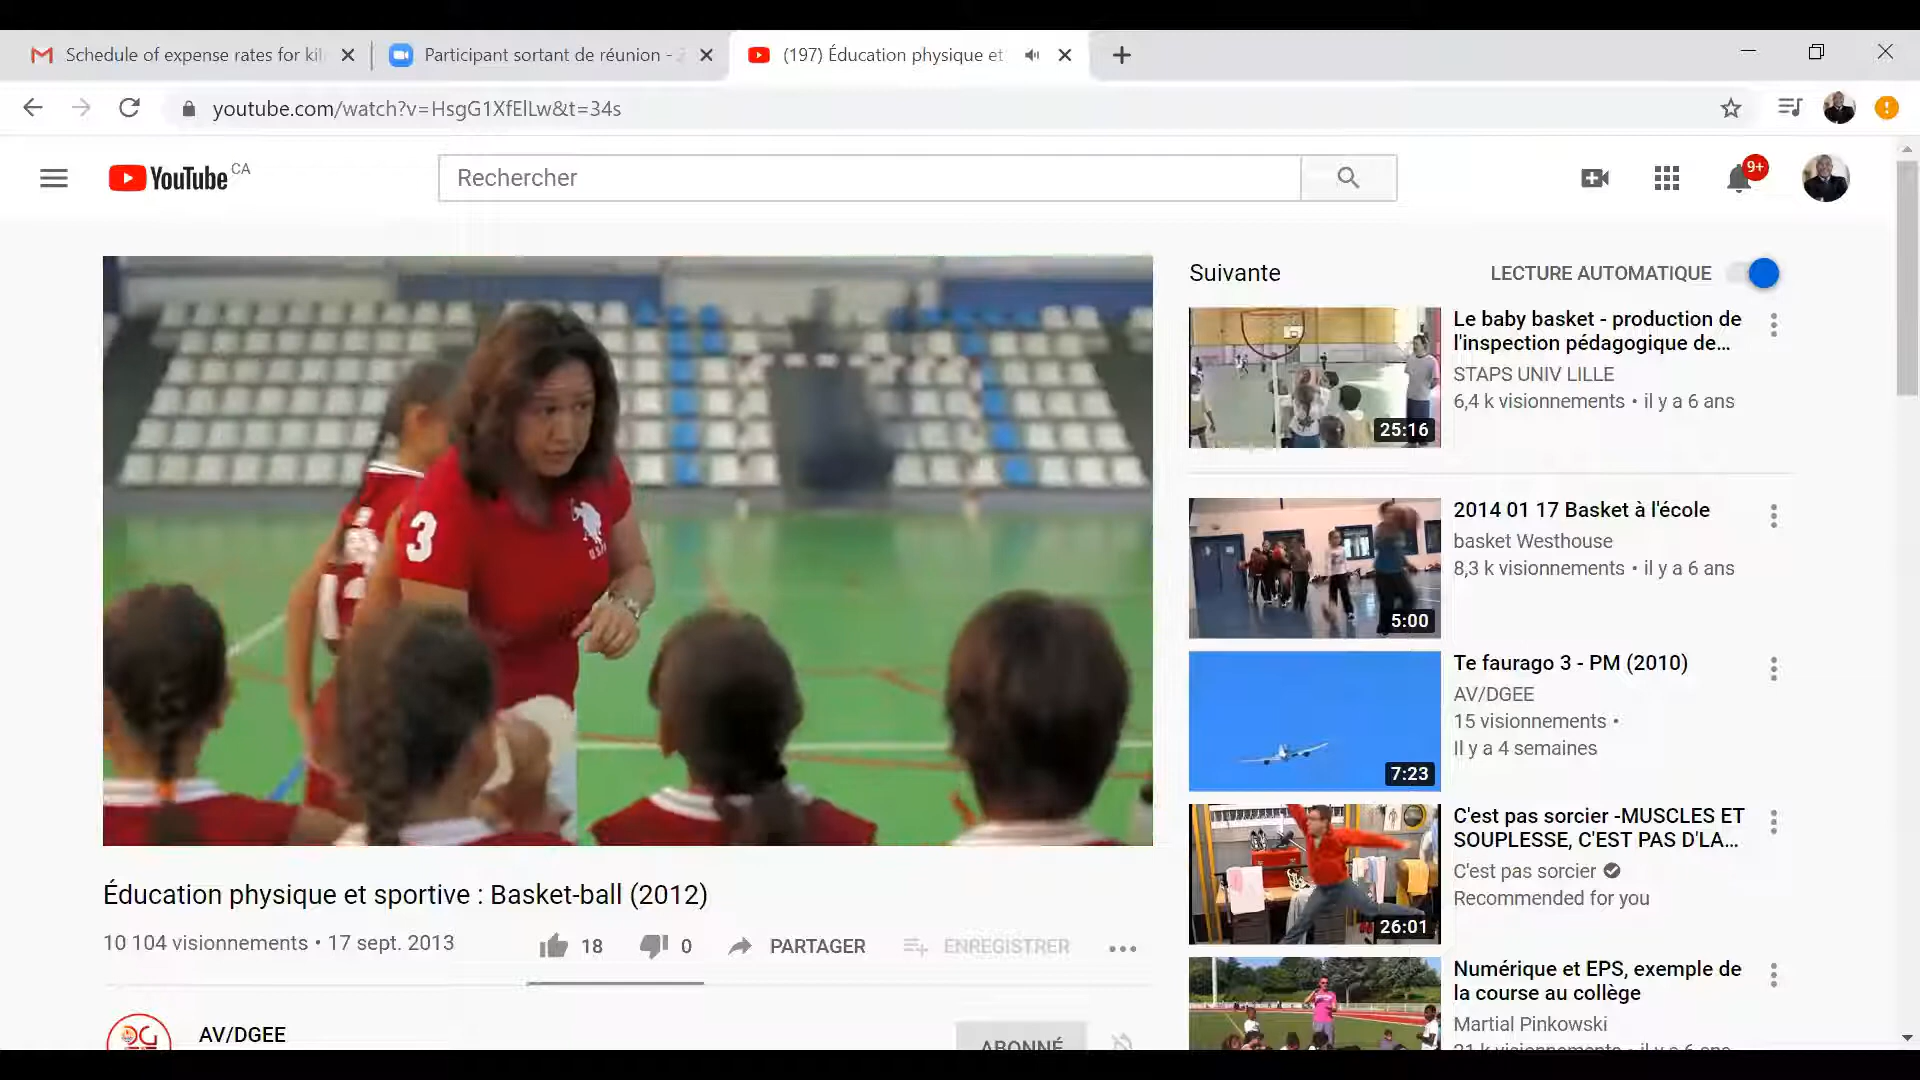 Schedule of expense rates for kil
Participant sortant de réunion -
(197) Éducation physique et
youtube.com/watch?v=HsgG1XfElLw&t=34s
YouTube CA
Rechercher
9+
3
Suivante
LECTURE AUTOMATIQUE
Le baby basket - production de
l'inspection pédagogique de...
STAPS UNIV LILLE
6,4 k visionnements • il y a 6 ans
25:16
2014 01 17 Basket à l'école
basket Westhouse
8,3 k visionnements • il y a 6 ans
5:00
Te faurago 3 - PM (2010)
AV/DGEE
15 visionnements •
Il y a 4 semaines
7:23
C'est pas sorcier -MUSCLES ET
SOUPLESSE, C'EST PAS D'LA...
C'est pas sorcier
Recommended for you
26:01
Numérique et EPS, exemple de
la course au collège
Martial Pinkowski
21 k visionnements • il y a 6 ans
Éducation physique et sportive : Basket-ball (2012)
10 104 visionnements • 17 sept. 2013
18
0
PARTAGER
ENREGISTRER
AV/DGEE
ABONNÉ